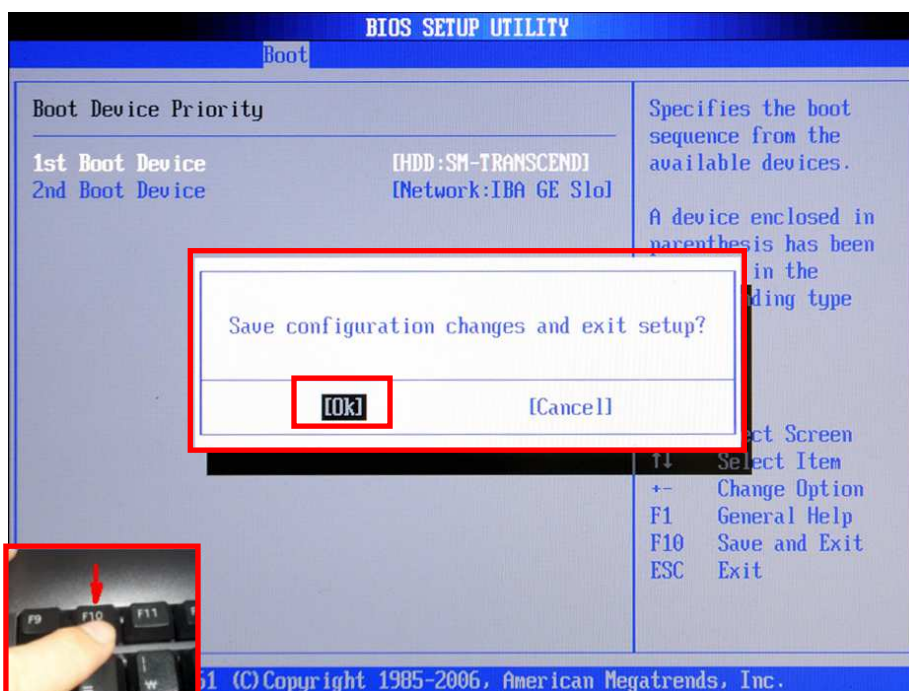 BIOS SETUP UTILITY
Boot
Boot Device Priority
1st Boot Device [HDD:SM-TRANSCEND]
2nd Boot Device [Network:IBA GE Slo]
Specifies the boot
sequence from the
available devices.
A device enclosed in
parenthesis has been
in the
ding type
Save configuration changes and exit setup?
[Ok] [Cancel]
ct Screen
↑↓ Select Item
+- Change Option
F1 General Help
F10 Save and Exit
ESC Exit
F9 F10 F11
61 (C)Copyright 1985-2006, American Megatrends, Inc.